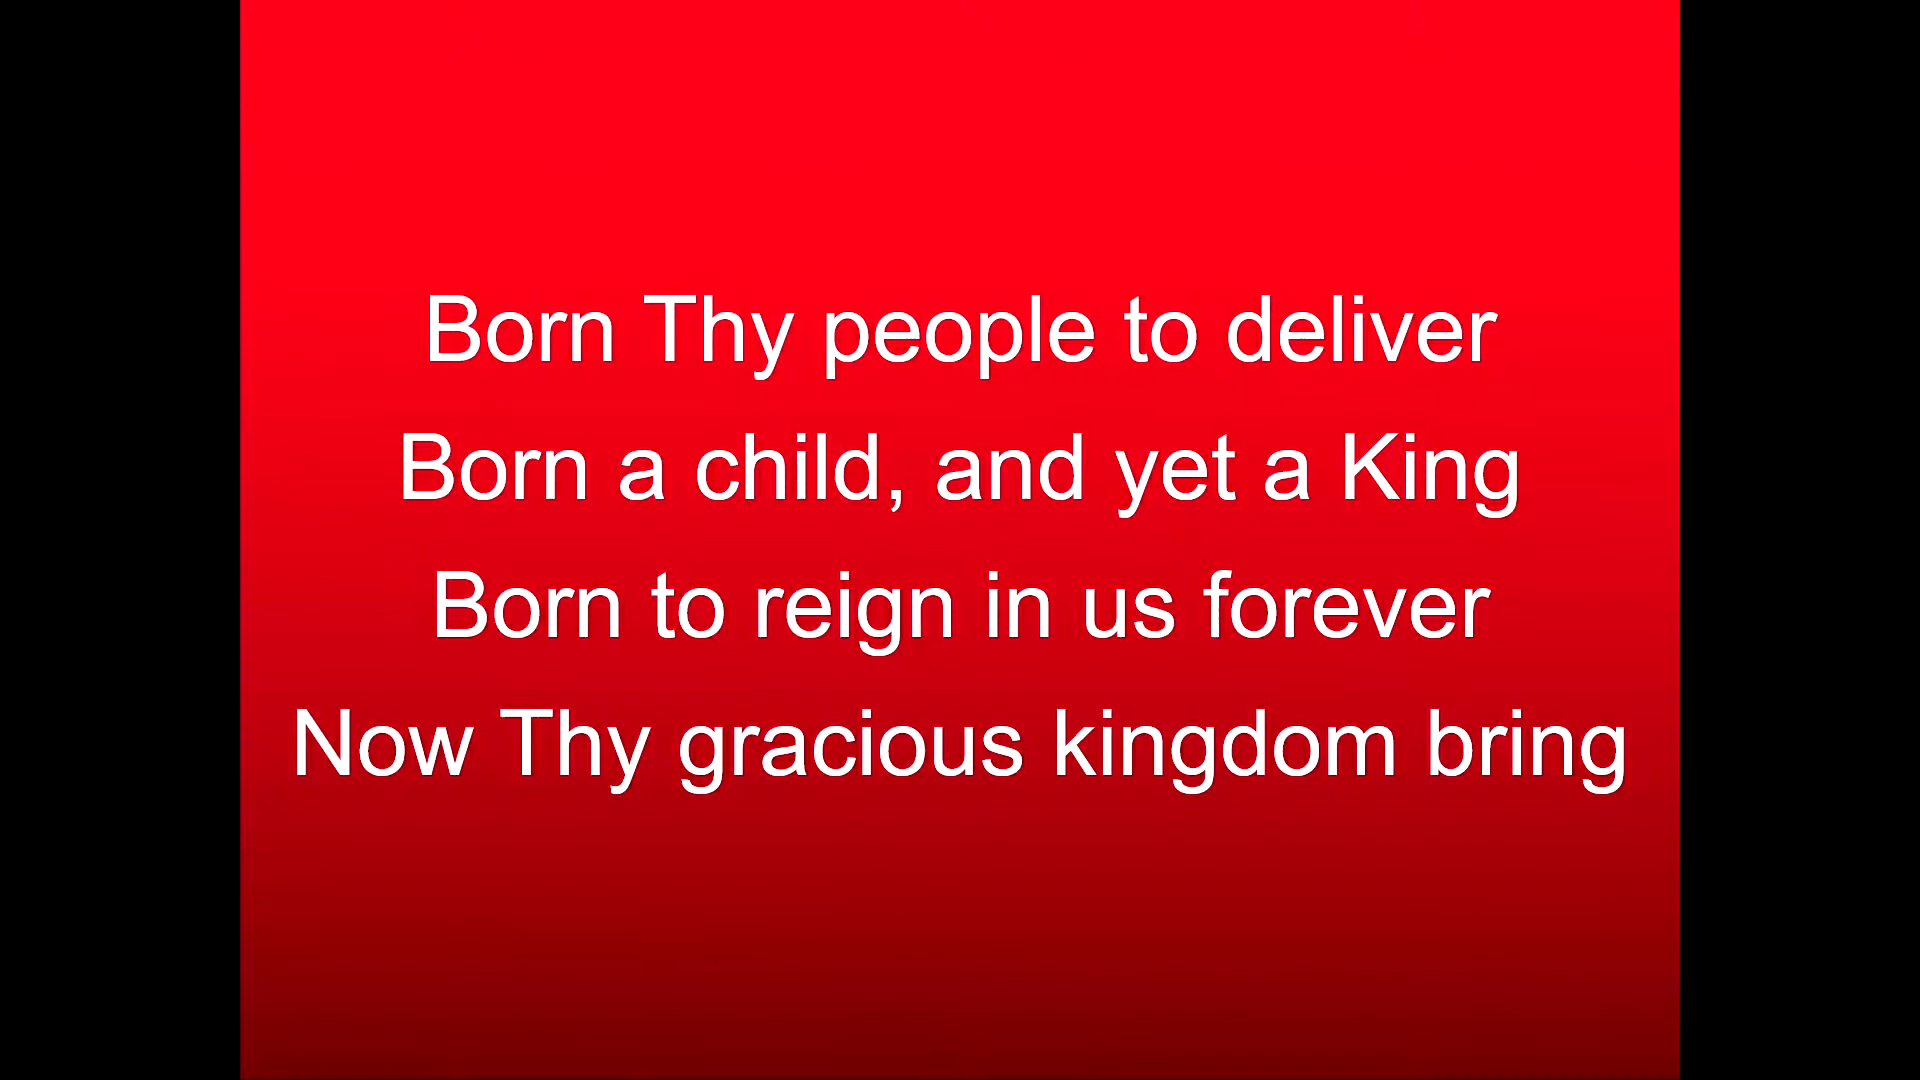 Born Thy people to deliver
Born a child, and yet a King
Born to reign in us forever
Now Thy gracious kingdom bring